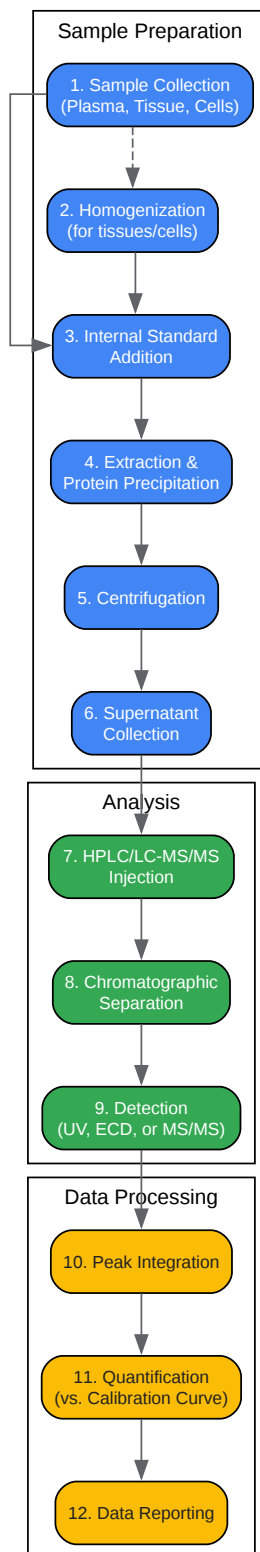 Sample Preparation
1. Sample Collection
(Plasma, Tissue, Cells)
2. Homogenization
(for tissues/cells)
3. Internal Standard
Addition
4. Extraction &
Protein Precipitation
5. Centrifugation
6. Supernatant
Collection
Analysis
7. HPLC/LC-MS/MS
Injection
8. Chromatographic
Separation
9. Detection
(UV, ECD, or MS/MS)
Data Processing
10. Peak Integration
11. Quantification
(vs. Calibration Curve)
12. Data Reporting